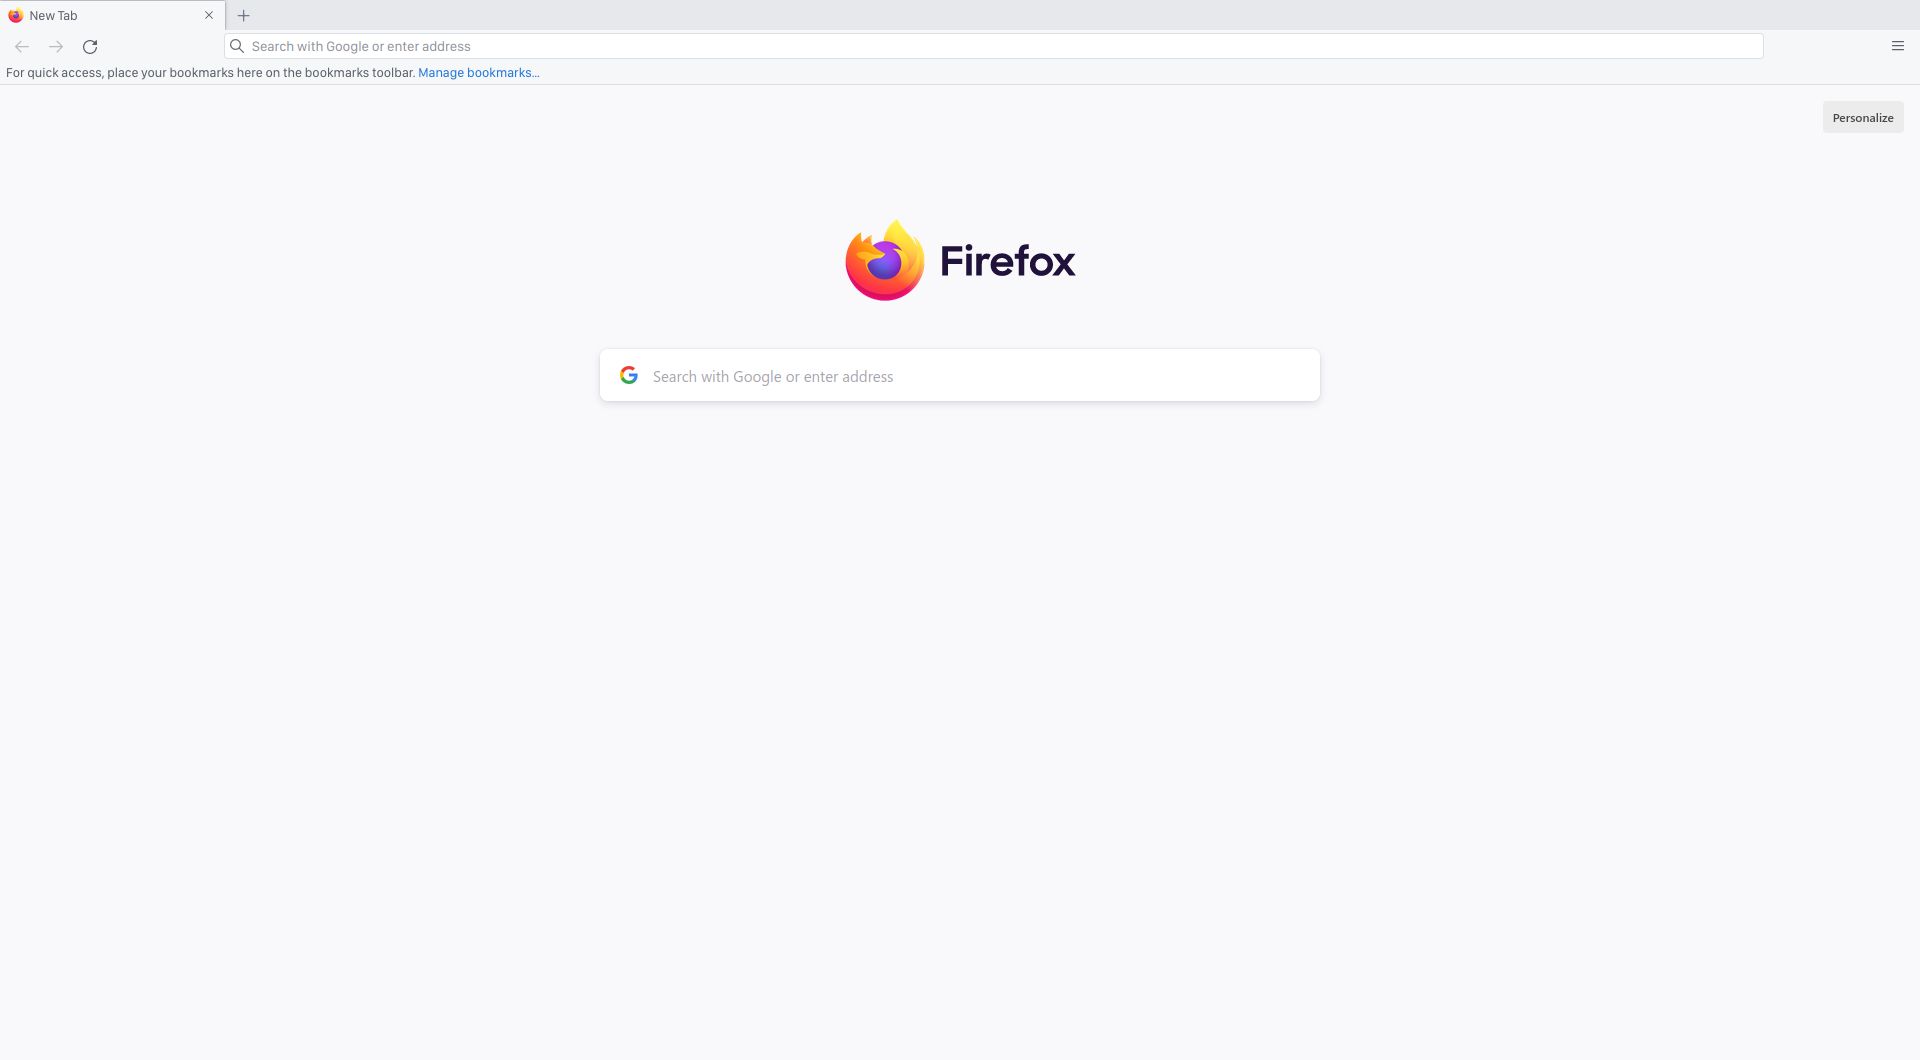 New Tab
Search with Google or enter address
For quick access, place your bookmarks here on the bookmarks toolbar. Manage bookmarks...
Personalize
Firefox
Search with Google or enter address